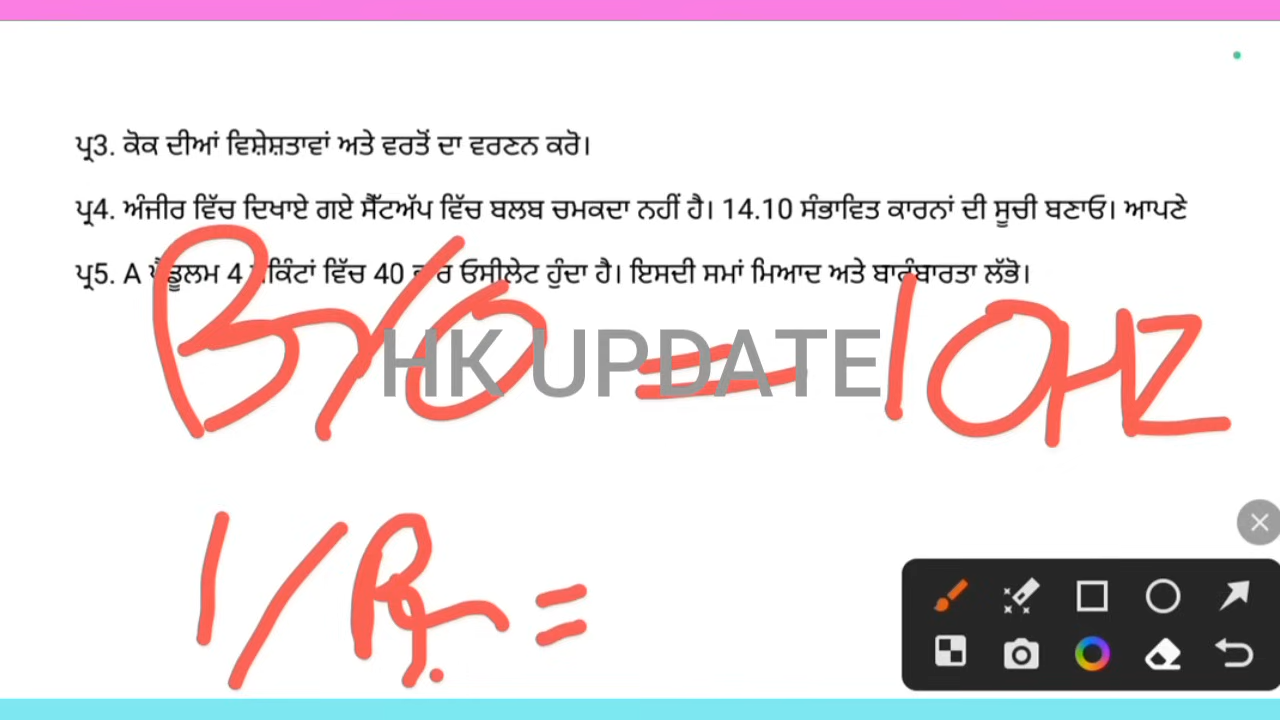 ਪ੍ਰ3. ਕੋਕ ਦੀਆਂ ਵਿਸ਼ੇਸ਼ਤਾਵਾਂ ਅਤੇ ਵਰਤੋਂ ਦਾ ਵਰਣਨ ਕਰੋ।
ਪ੍ਰ4. ਅੰਜੀਰ ਵਿੱਚ ਦਿਖਾਏ ਗਏ ਸੈੱਟਅੱਪ ਵਿੱਚ ਬਲਬ ਚਮਕਦਾ ਨਹੀਂ ਹੈ। 14.10 ਸੰਭਾਵਿਤ ਕਾਰਨਾਂ ਦੀ ਸੂਚੀ ਬਣਾਓ। ਆਪਣੇ
ਪ੍ਰ5. A 4 ਵਿੱਚ 40 ਓਸੀਲੇਟ ਹੁੰਦਾ ਹੈ। ਇਸਦੀ ਸਮਾਂ ਮਿਆਦ ਅਤੇ ਬਾਰੰਬਾਰਤਾ ਲੱਭੋ।
HK UPDATE
= 10HZ